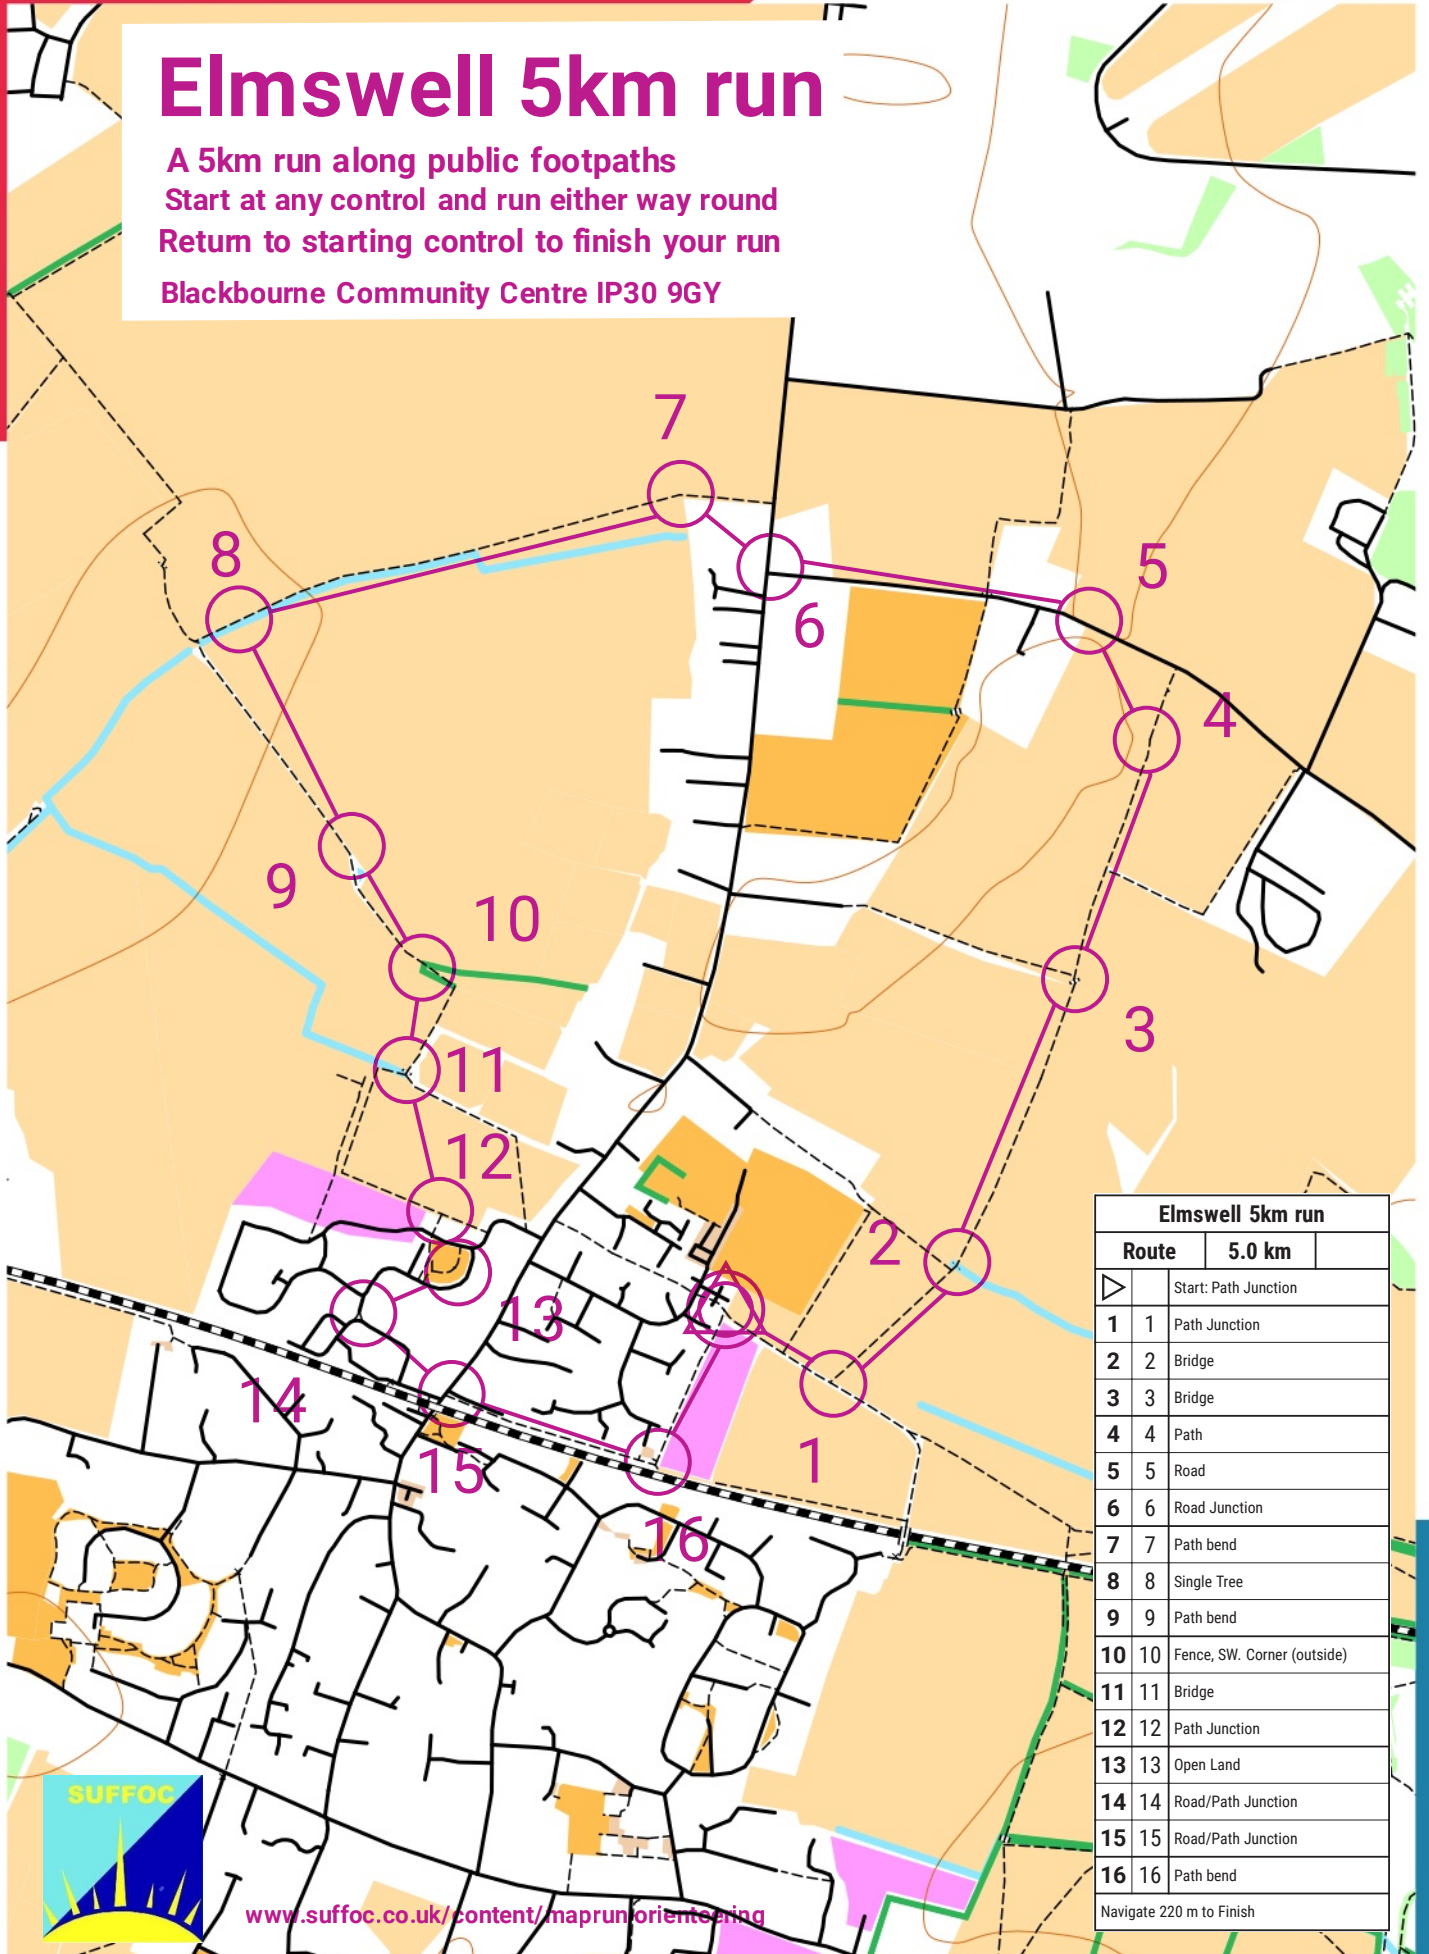 Elmswell 5km run
A 5km run along public footpaths
Start at any control and run either way round
Return to starting control to finish your run
Blackbourne Community Centre IP30 9GY
7
8
5
6
4
9
10
3
11
12
2
13
14
1
15
16
Elmswell 5km run
Route 5.0 km
Start: Path Junction
1 1 Path Junction
2 2 Bridge
3 3 Bridge
4 4 Path
5 5 Road
6 6 Road Junction
7 7 Path bend
8 8 Single Tree
9 9 Path bend
10 10 Fence, SW. Corner (outside)
11 11 Bridge
12 12 Path Junction
13 13 Open Land
14 14 Road/Path Junction
15 15 Road/Path Junction
16 16 Path bend
Navigate 220 m to Finish
SUFFOC
www.suffoc.co.uk/content/maprunorienteering